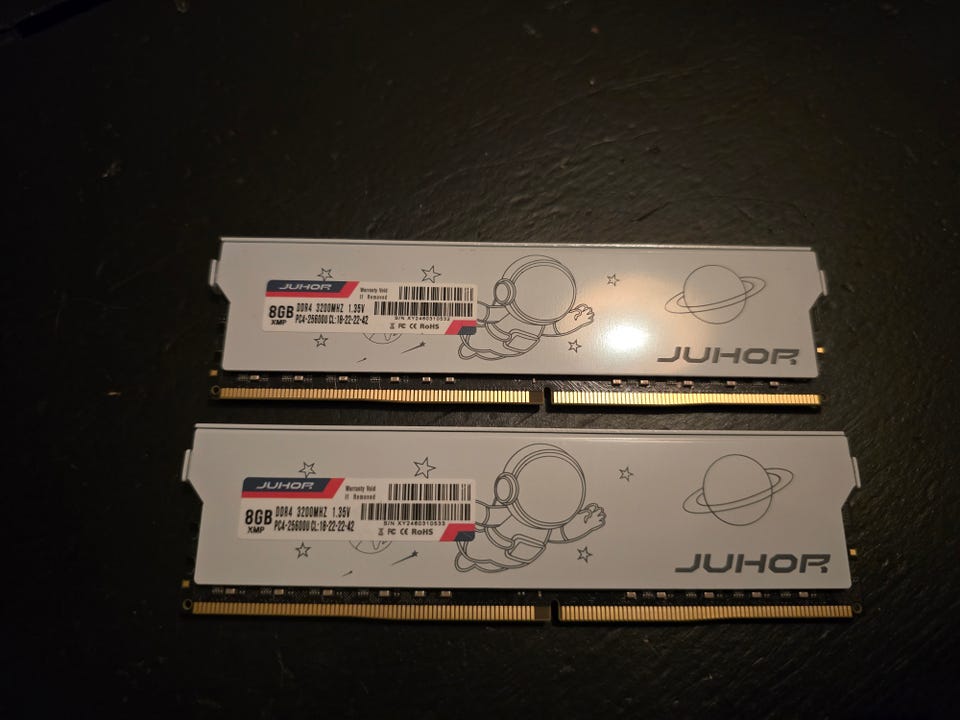 JUHOR
Warranty Void
If Removed
8GB DDR4 3200MHZ 1.35V
XMP PC4-25600U CL:18-22-22-42
S/N XY2460310532
FC CE RoHS
JUHOR
JUHOR
Warranty Void
If Removed
8GB DDR4 3200MHZ 1.35V
XMP PC4-25600U CL:18-22-22-42
S/N XY2460310533
FC CE RoHS
JUHOR